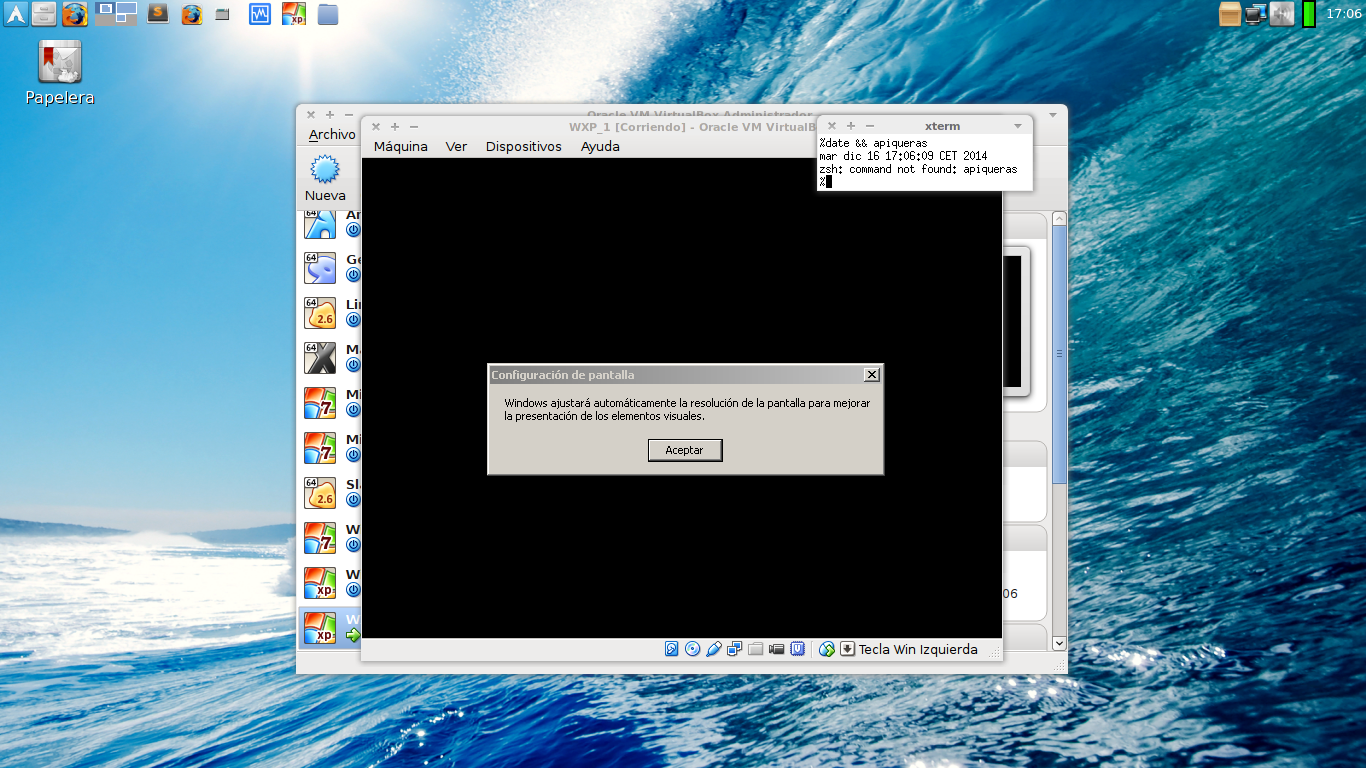 17:06
Papelera
Oracle VM VirtualBox Administrador
Archivo
Nueva
WXP_1 [Corriendo] - Oracle VM VirtualB
Máquina Ver Dispositivos Ayuda
xterm
%date && apiqueras
mar dic 16 17:06:09 CET 2014
zsh: command not found: apiqueras
%
64
64
Ge
64
2.6
Li
64
X
Ma
7
Mi
7
Mi
64
2.6
Sl
7
W
xp
W
xp
W
Configuración de pantalla
Windows ajustará automáticamente la resolución de la pantalla para mejorar
la presentación de los elementos visuales.
Aceptar
06
Tecla Win Izquierda